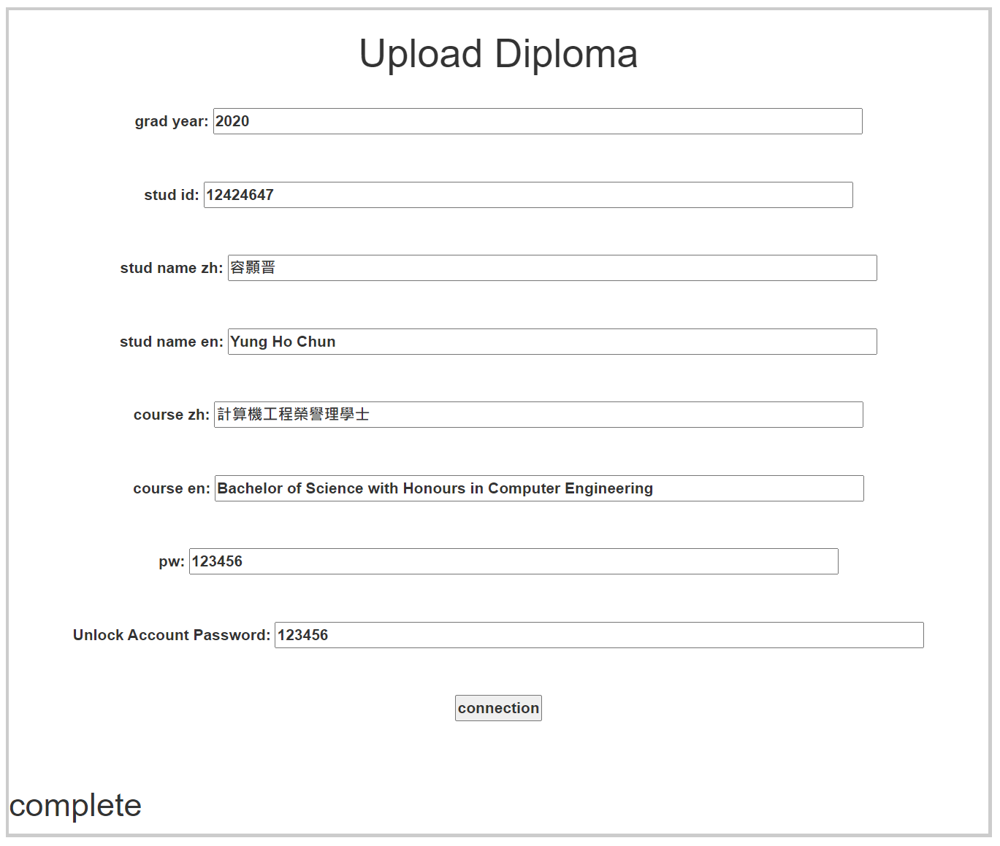 Upload Diploma
grad year: 2020
stud id: 12424647
stud name zh: 容顥晋
stud name en: Yung Ho Chun
course zh: 計算機工程榮譽理學士
course en: Bachelor of Science with Honours in Computer Engineering
pw: 123456
Unlock Account Password: 123456
connection
complete